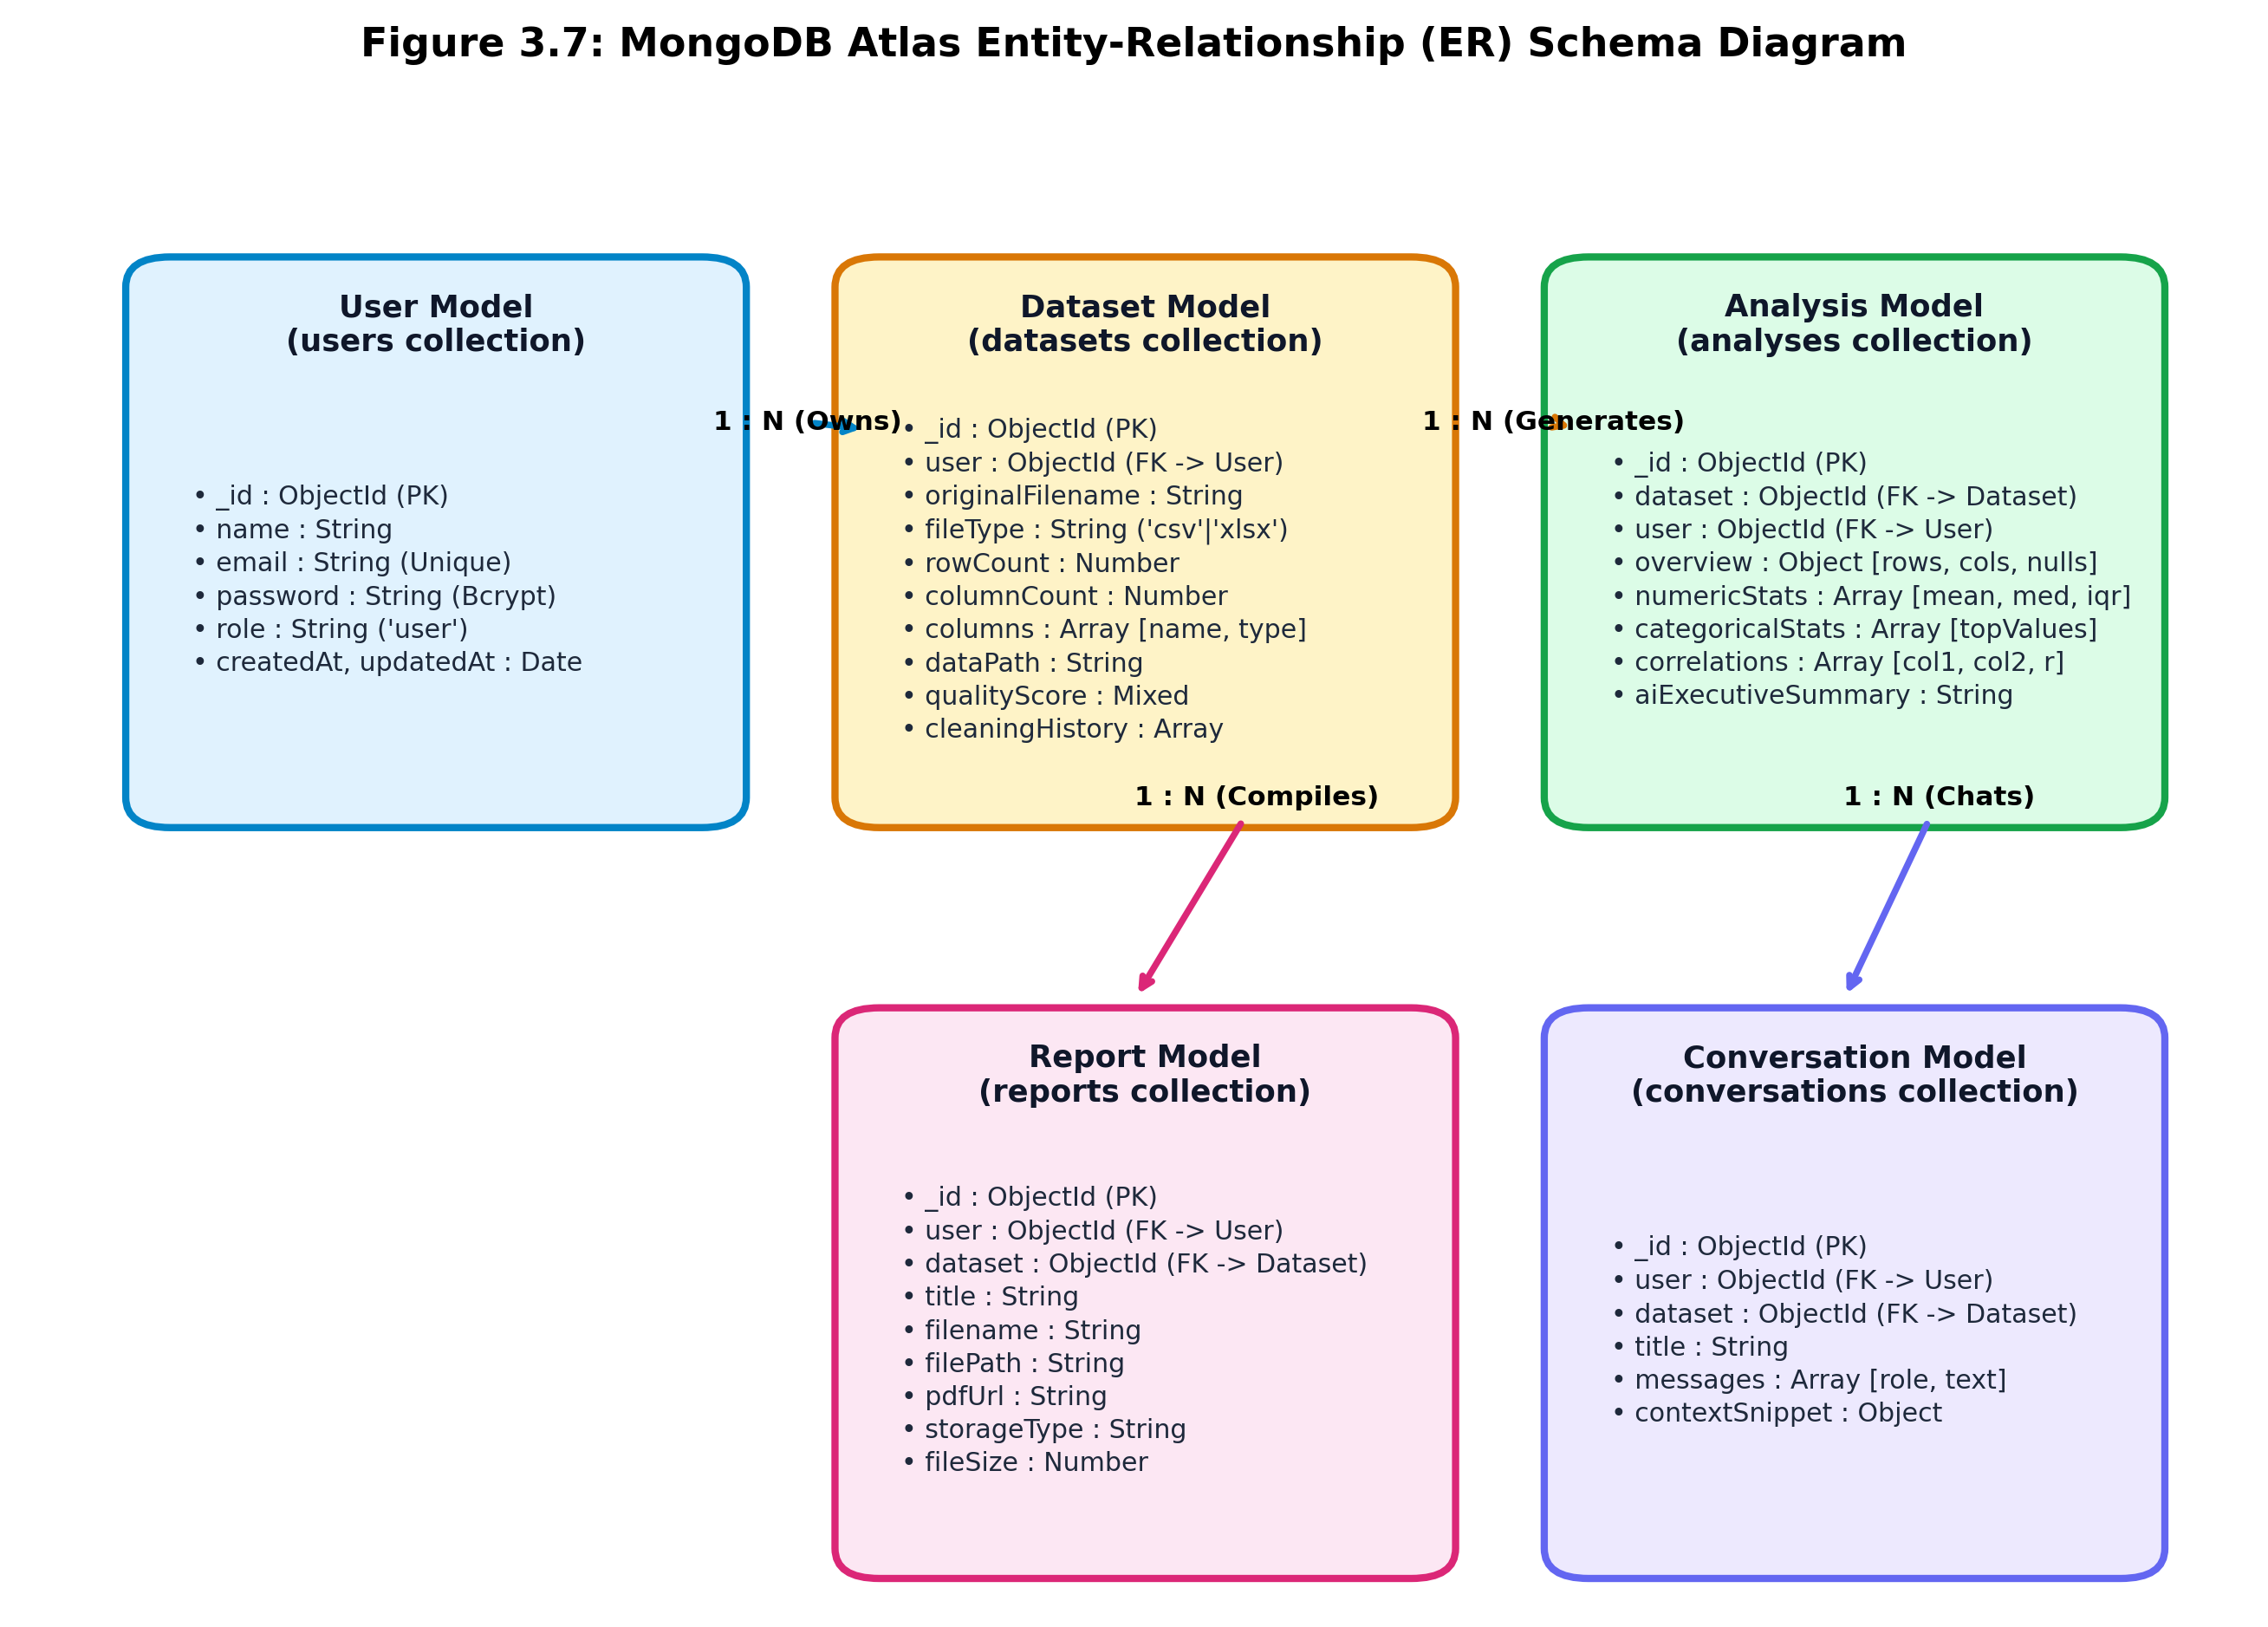 Figure 3.7: MongoDB Atlas Entity-Relationship (ER) Schema Diagram
User Model
(users collection)
• _id : ObjectId (PK)
• name : String
• email : String (Unique)
• password : String (Bcrypt)
• role : String ('user')
• createdAt, updatedAt : Date
1 : N (Owns)
Dataset Model
(datasets collection)
• _id : ObjectId (PK)
• user : ObjectId (FK -> User)
• originalFilename : String
• fileType : String ('csv'|'xlsx')
• rowCount : Number
• columnCount : Number
• columns : Array [name, type]
• dataPath : String
• qualityScore : Mixed
• cleaningHistory : Array
1 : N (Generates)
Analysis Model
(analyses collection)
• _id : ObjectId (PK)
• dataset : ObjectId (FK -> Dataset)
• user : ObjectId (FK -> User)
• overview : Object [rows, cols, nulls]
• numericStats : Array [mean, med, iqr]
• categoricalStats : Array [topValues]
• correlations : Array [col1, col2, r]
• aiExecutiveSummary : String
1 : N (Compiles)
1 : N (Chats)
Report Model
(reports collection)
• _id : ObjectId (PK)
• user : ObjectId (FK -> User)
• dataset : ObjectId (FK -> Dataset)
• title : String
• filename : String
• filePath : String
• pdfUrl : String
• storageType : String
• fileSize : Number
Conversation Model
(conversations collection)
• _id : ObjectId (PK)
• user : ObjectId (FK -> User)
• dataset : ObjectId (FK -> Dataset)
• title : String
• messages : Array [role, text]
• contextSnippet : Object